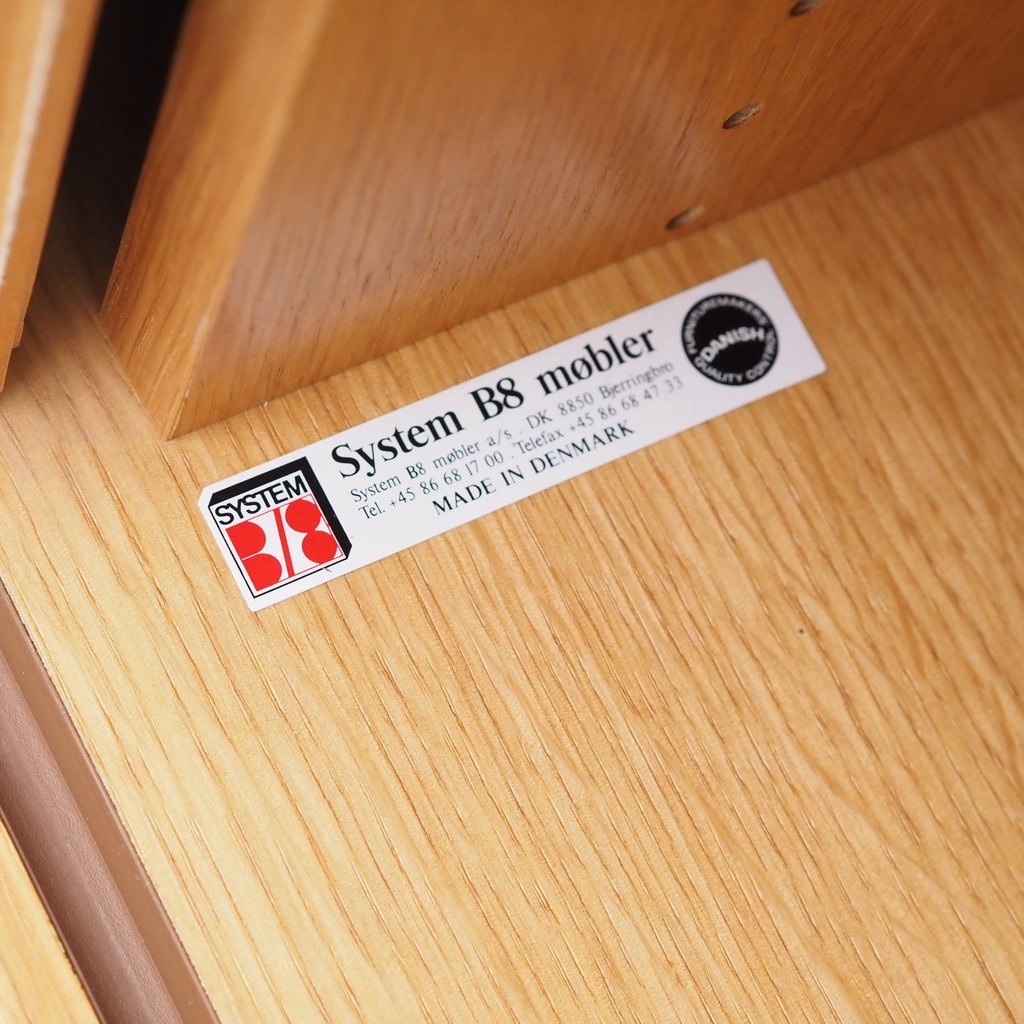 SYSTEM
B/8
System B8 møbler
System B8 møbler a/s . DK 8850 Bjerringbro
Tel. +45 86 68 17 00 . Telefax +45 86 68 47 33
MADE IN DENMARK
FURNITUREMAKERS
DANISH
QUALITY CONTROL